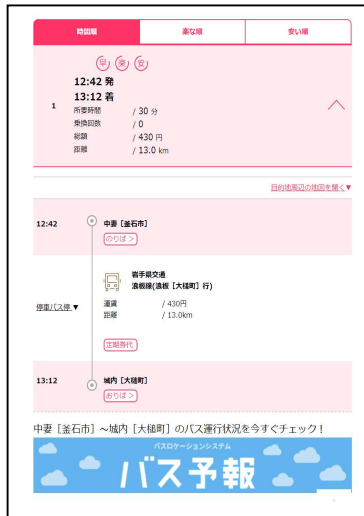 時間順 楽な順 安い順
早 楽 安
12:42 発
1 13:12 着
所要時間 / 30 分
乗換回数 / 0
総額 / 430 円
距離 / 13.0 km
目的地周辺の地図を開く▼
12:42 中妻 [釜石市]
のりば >
岩手県交通
浪板線(浪板 [大槌町] 行)
停車バス停 ▼ 運賃 / 430円
距離 / 13.0km
定期券代
13:12 城内 [大槌町]
おりば >
中妻 [釜石市] ～城内 [大槌町] のバス運行状況を今すぐチェック！
バスロケーションシステム
バス予報